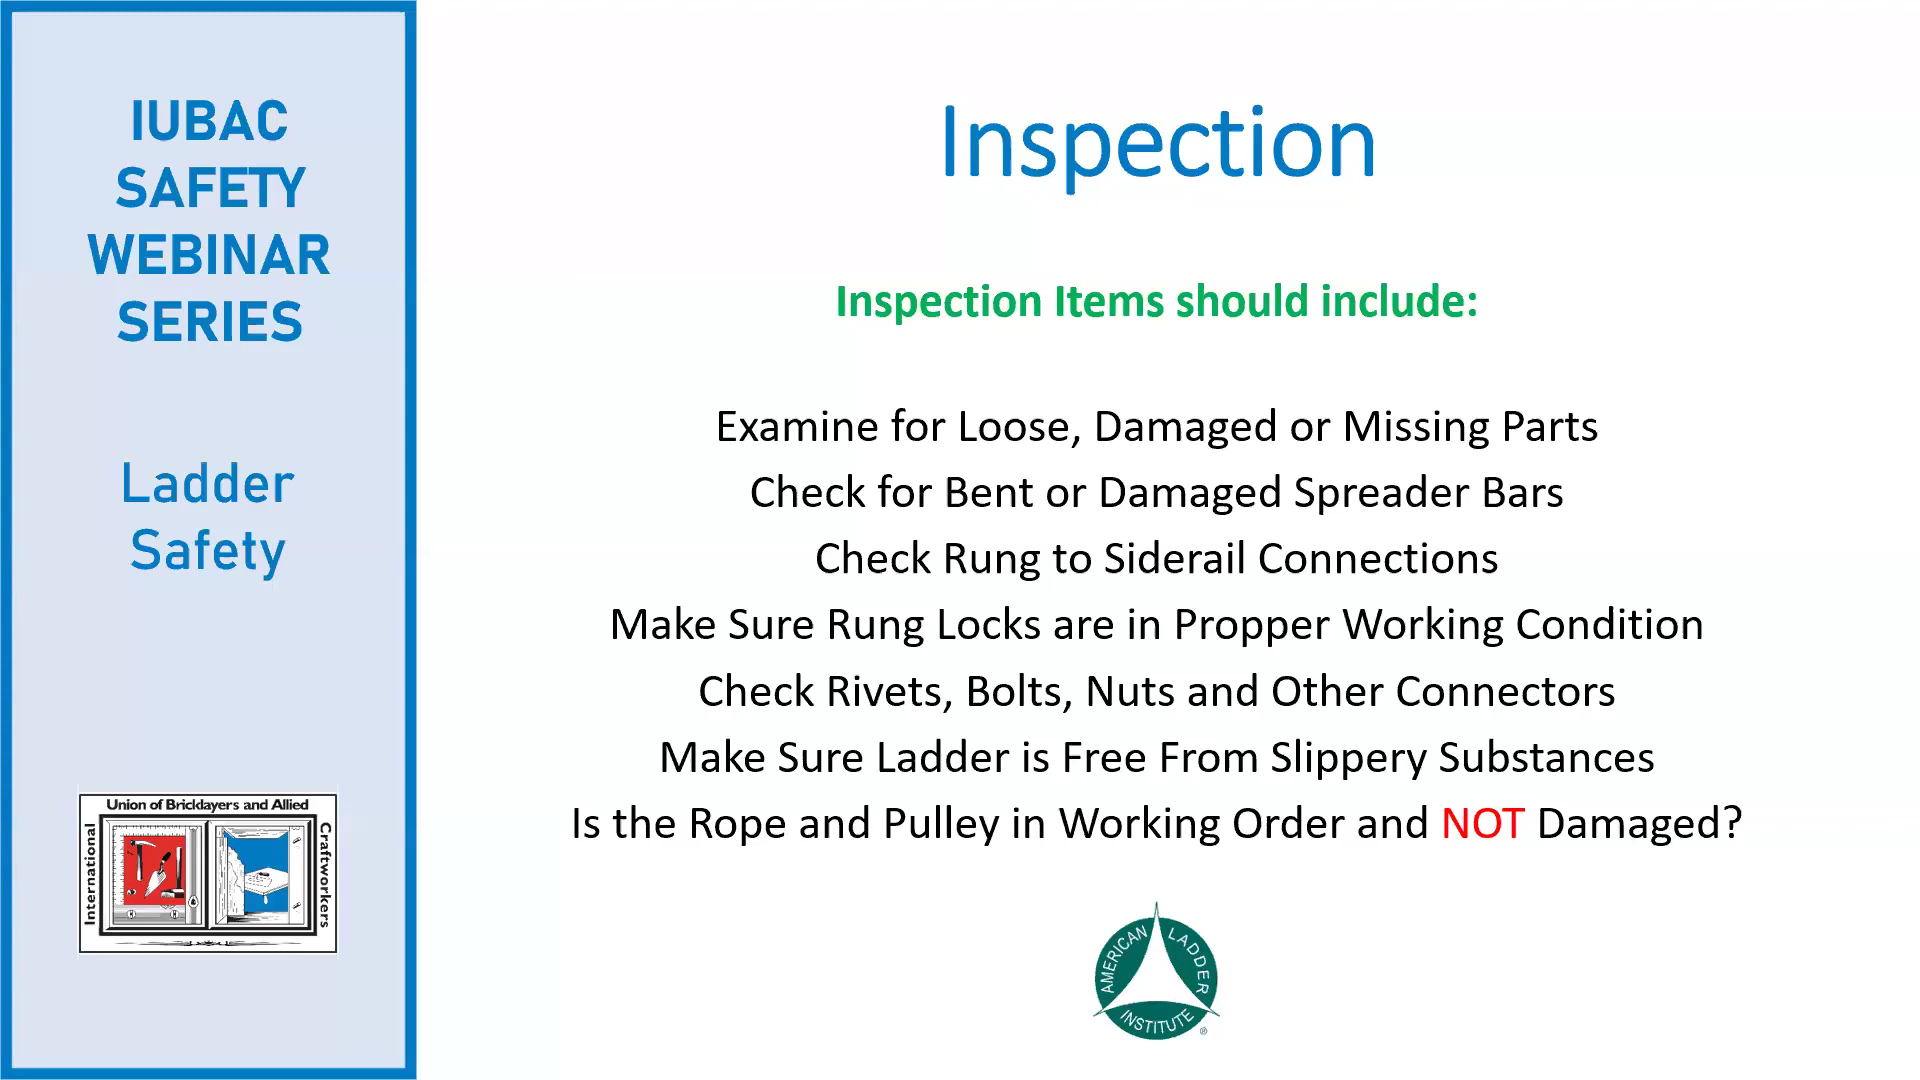 IUBAC
SAFETY
WEBINAR
SERIES
Ladder
Safety
Union of Bricklayers and Allied
International
Craftworkers
Inspection
Inspection Items should include:
Examine for Loose, Damaged or Missing Parts
Check for Bent or Damaged Spreader Bars
Check Rung to Siderail Connections
Make Sure Rung Locks are in Propper Working Condition
Check Rivets, Bolts, Nuts and Other Connectors
Make Sure Ladder is Free From Slippery Substances
Is the Rope and Pulley in Working Order and NOT Damaged?
AMERICAN LADDER
INSTITUTE ®